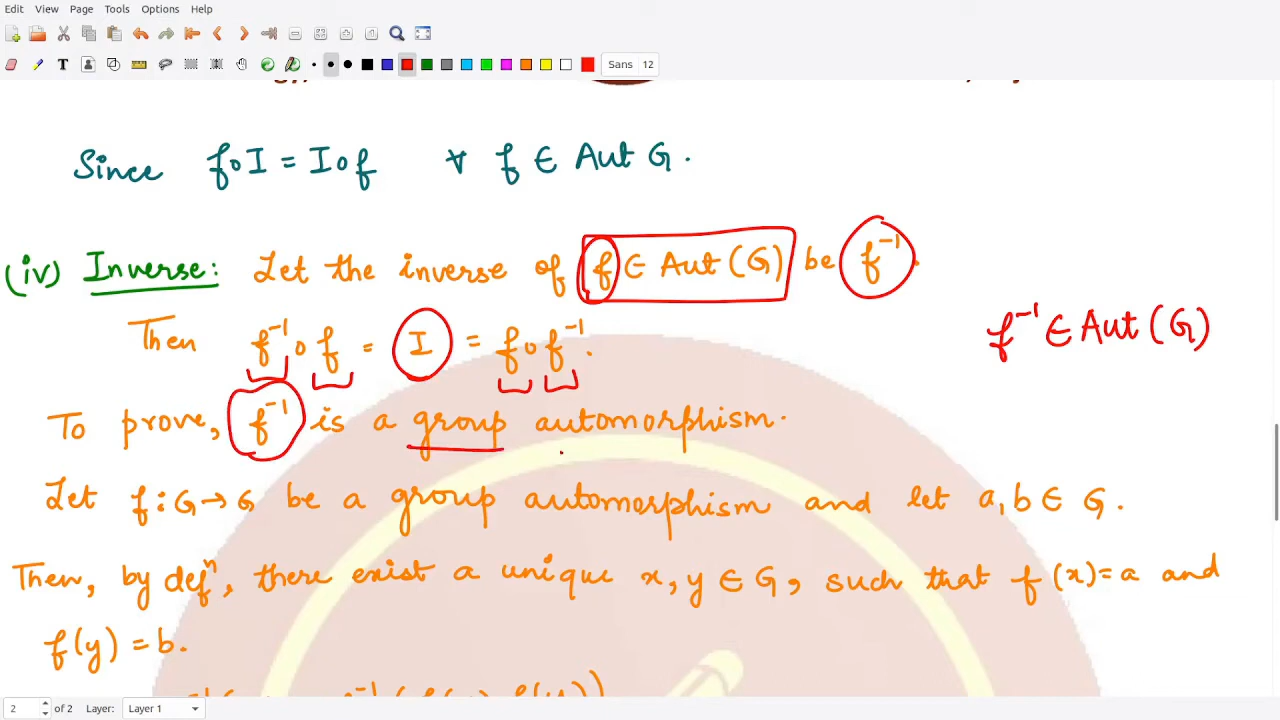 Edit View Page Tools Options Help
Sans 12
Since f∘I = I∘f ∀ f ∈ Aut G.
(iv) Inverse: Let the inverse of f ∈ Aut (G) be f⁻¹.
Then f⁻¹∘f = I = f∘f⁻¹.
f⁻¹ ∈ Aut (G)
To prove, f⁻¹ is a group automorphism.
Let f: G → G be a group automorphism and let a, b ∈ G.
Then, by defⁿ, there exist a unique x, y ∈ G, such that f(x) = a and
f(y) = b.
2 of 2 Layer: Layer 1